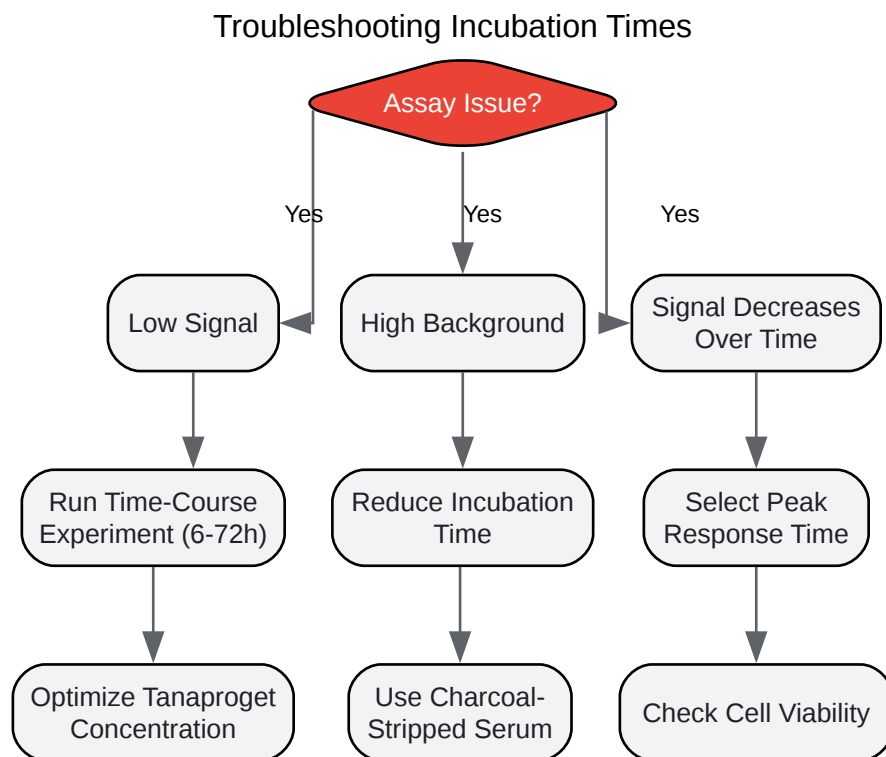 Troubleshooting Incubation Times
Assay Issue?
Yes
Yes
Yes
Low Signal
High Background
Signal Decreases
Over Time
Run Time-Course
Experiment (6-72h)
Reduce Incubation
Time
Select Peak
Response Time
Optimize Tanaproget
Concentration
Use Charcoal-
Stripped Serum
Check Cell Viability